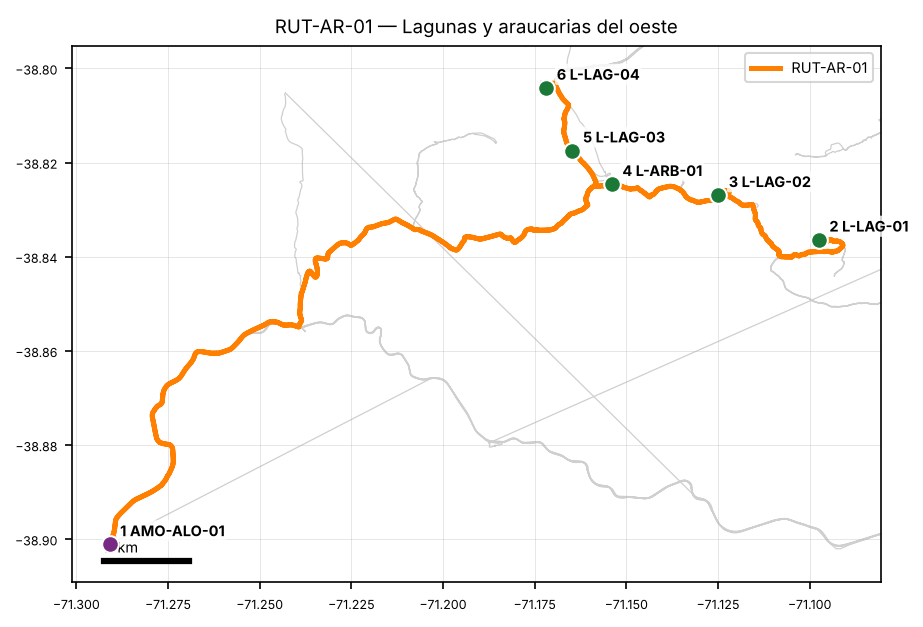 RUT-AR-01 — Lagunas y araucarias del oeste
RUT-AR-01
6 L-LAG-04
5 L-LAG-03
4 L-ARB-01
3 L-LAG-02
2 L-LAG-01
1 AMO-ALO-01
km
−38.80
−38.82
−38.84
−38.86
−38.88
−38.90
−71.300
−71.275
−71.250
−71.225
−71.200
−71.175
−71.150
−71.125
−71.100